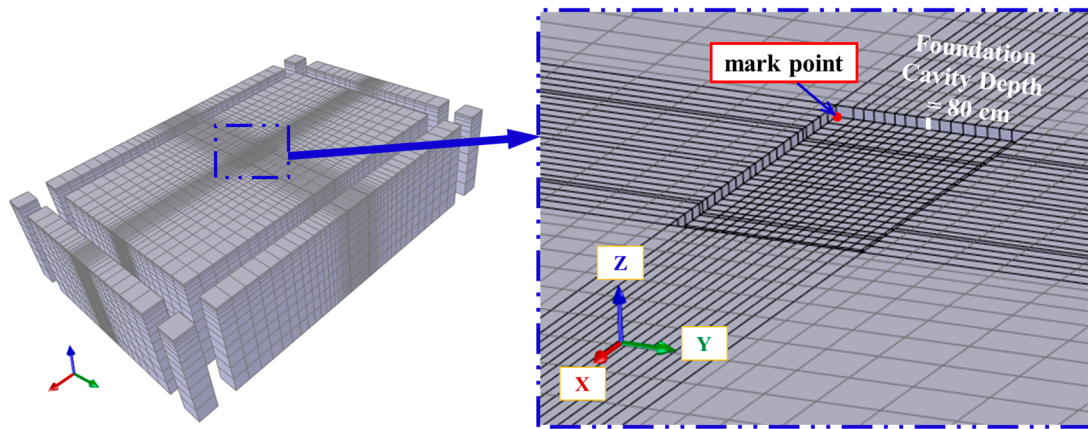 Foundation
Cavity Depth
= 80 cm
mark point
Z
Y
X